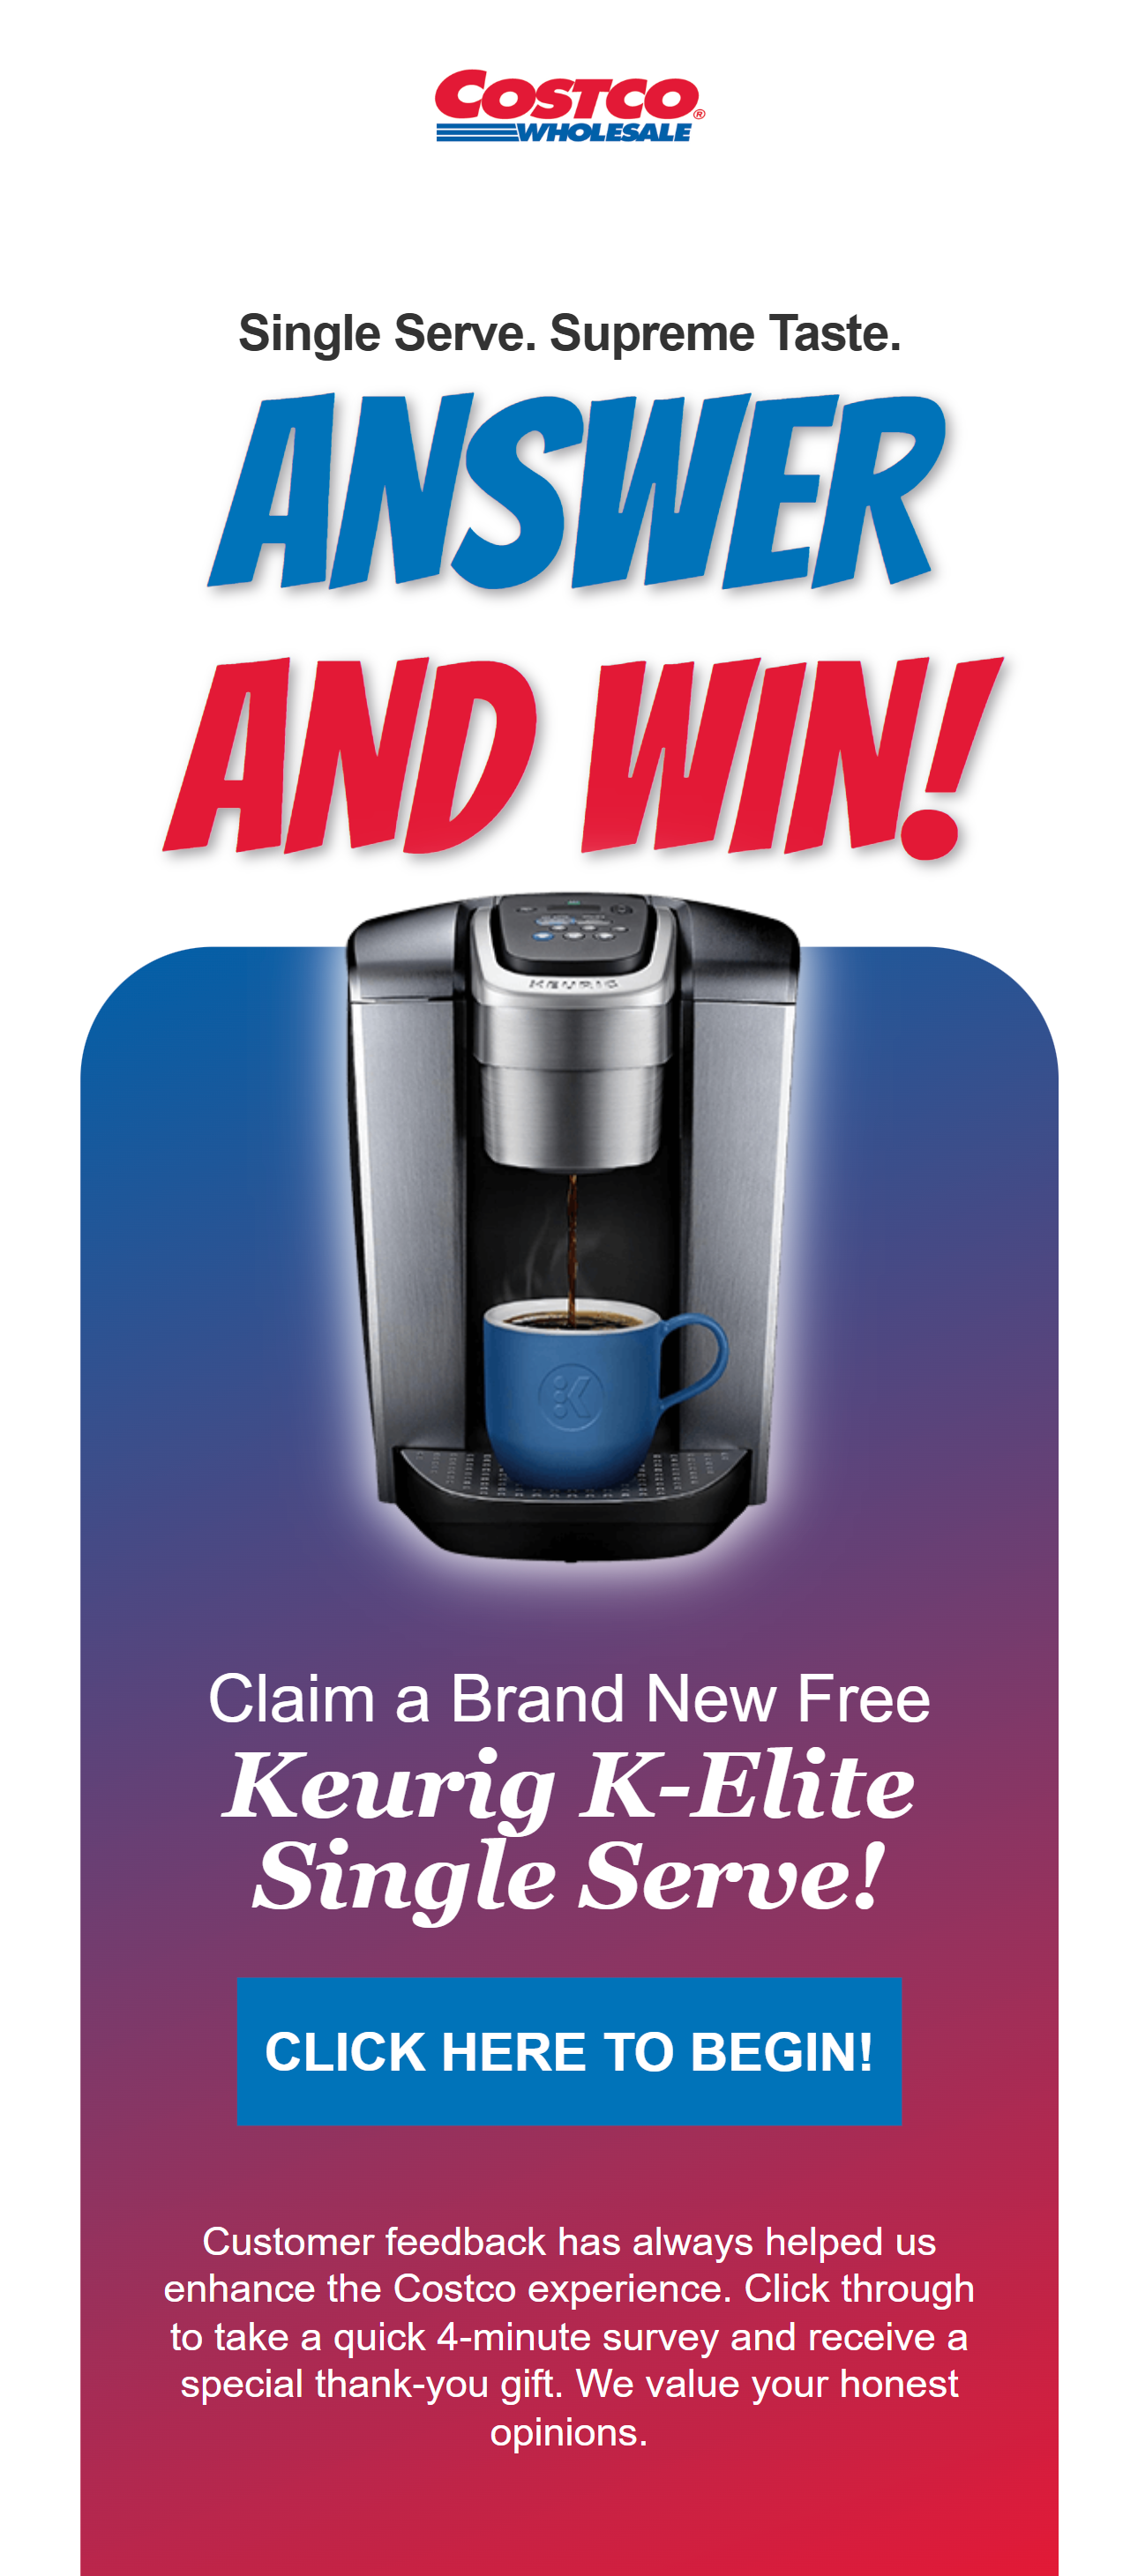 COSTCO®
WHOLESALE
Single Serve. Supreme Taste.
ANSWER
AND WIN!
KEURIG
K
Claim a Brand New Free
Keurig K-Elite
Single Serve!
CLICK HERE TO BEGIN!
Customer feedback has always helped us
enhance the Costco experience. Click through
to take a quick 4-minute survey and receive a
special thank-you gift. We value your honest
opinions.